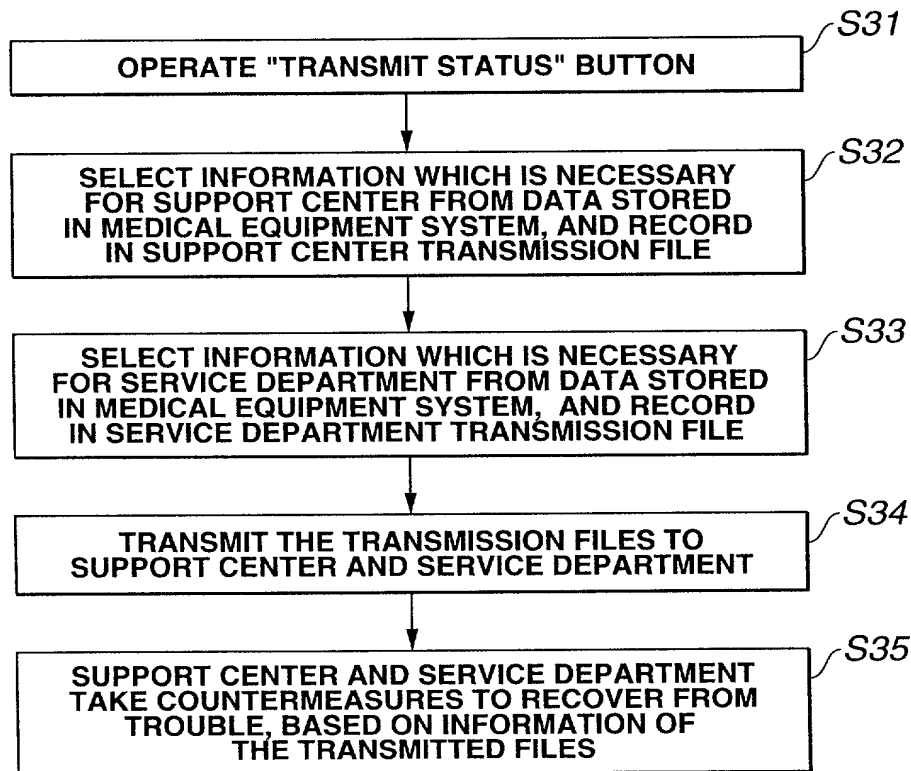 S31
OPERATE "TRANSMIT STATUS" BUTTON
S32
SELECT INFORMATION WHICH IS NECESSARY
FOR SUPPORT CENTER FROM DATA STORED
IN MEDICAL EQUIPMENT SYSTEM, AND RECORD
IN SUPPORT CENTER TRANSMISSION FILE
S33
SELECT INFORMATION WHICH IS NECESSARY
FOR SERVICE DEPARTMENT FROM DATA STORED
IN MEDICAL EQUIPMENT SYSTEM, AND RECORD
IN SERVICE DEPARTMENT TRANSMISSION FILE
S34
TRANSMIT THE TRANSMISSION FILES TO
SUPPORT CENTER AND SERVICE DEPARTMENT
S35
SUPPORT CENTER AND SERVICE DEPARTMENT
TAKE COUNTERMEASURES TO RECOVER FROM
TROUBLE, BASED ON INFORMATION OF
THE TRANSMITTED FILES